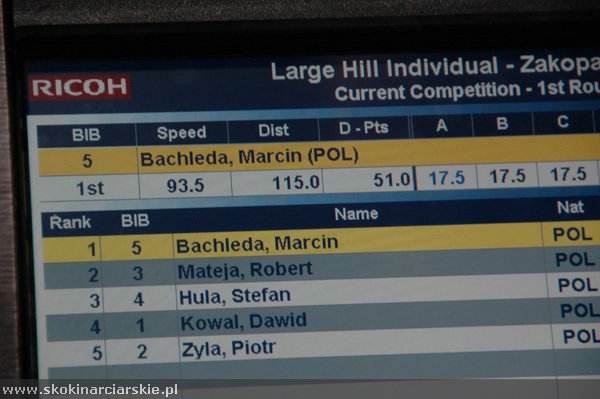 RICOH
Large Hill Individual - Zakopa
Current Competition - 1st Rou
BIB Speed Dist D - Pts A B C
5 Bachleda, Marcin (POL)
1st 93.5 115.0 51.0 17.5 17.5 17.5
Rank BIB Name Nat
1 5 Bachleda, Marcin POL
2 3 Mateja, Robert POL
3 4 Hula, Stefan POL
4 1 Kowal, Dawid POL
5 2 Zyla, Piotr POL
www.skokinarciarskie.pl